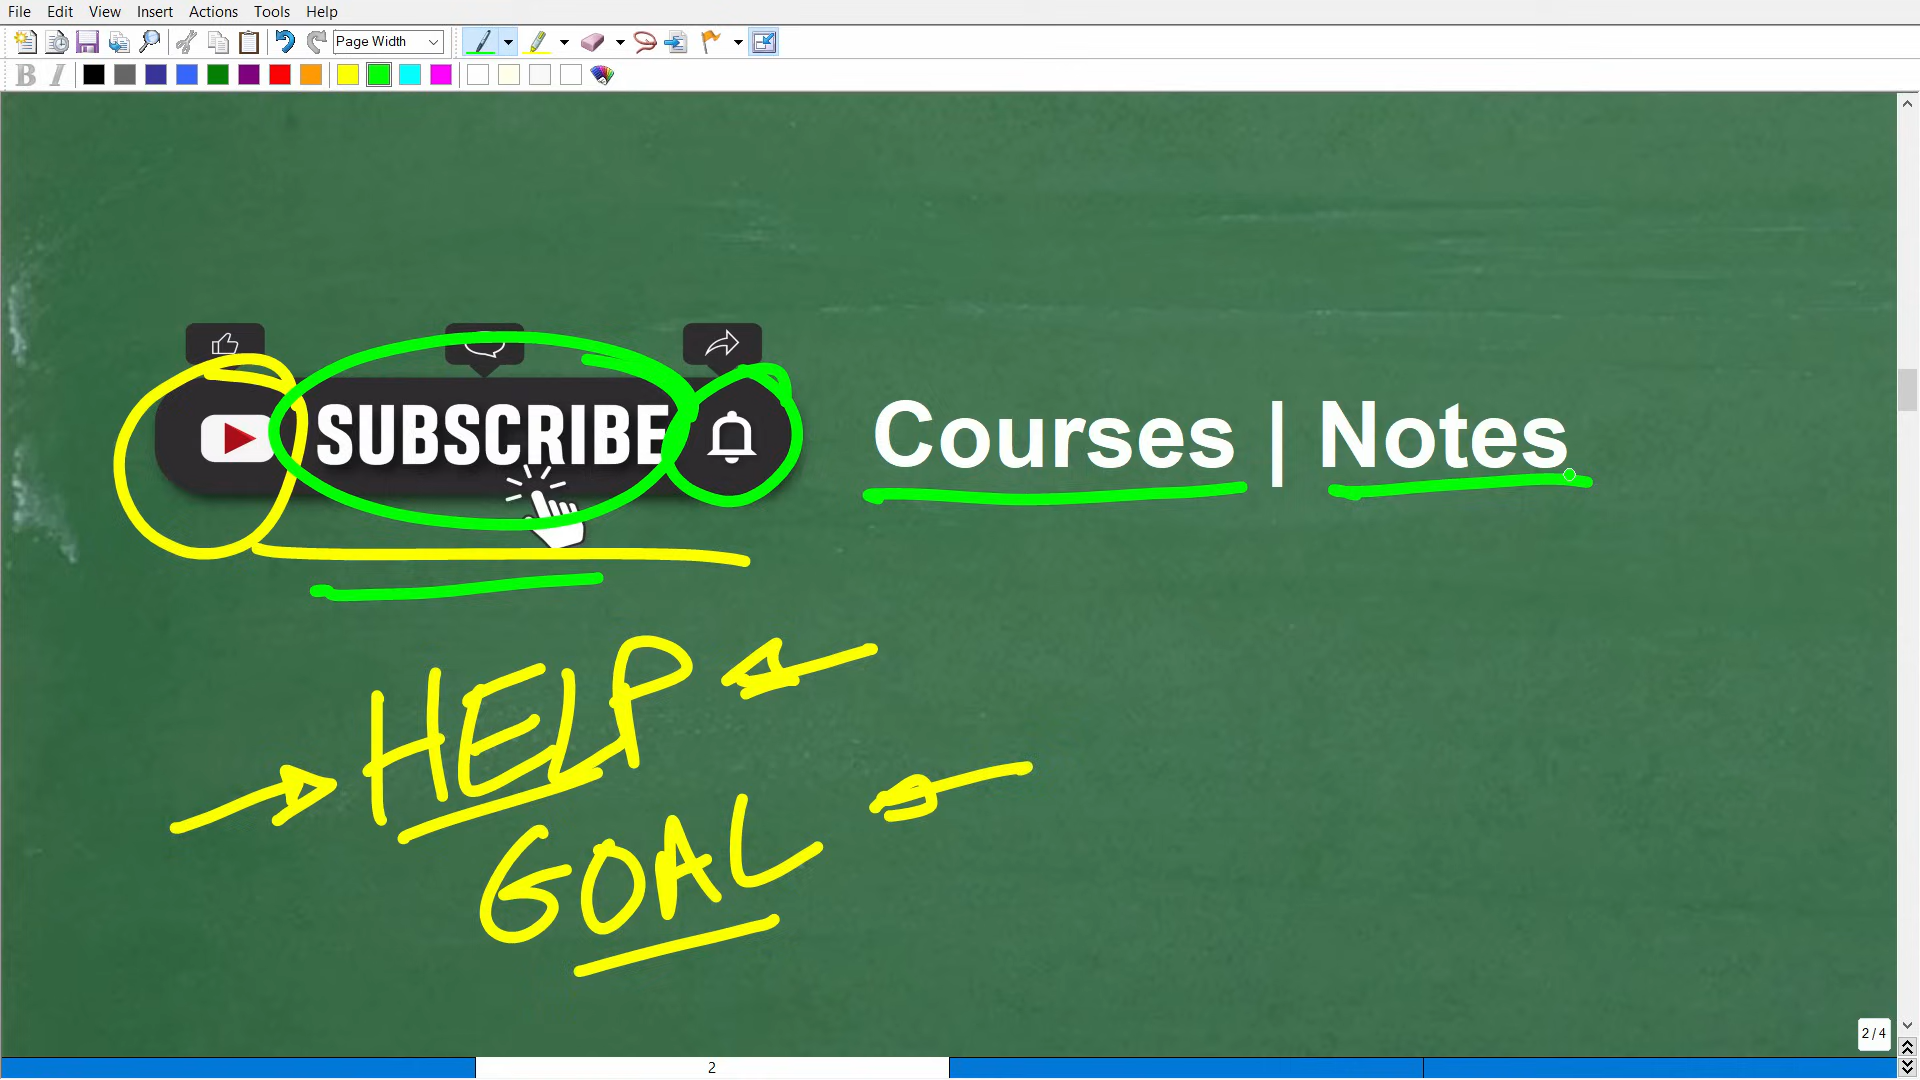 File Edit View Insert Actions Tools Help
Page Width
B I
SUBSCRIBE
Courses | Notes
HELP
GOAL
2 / 4
2